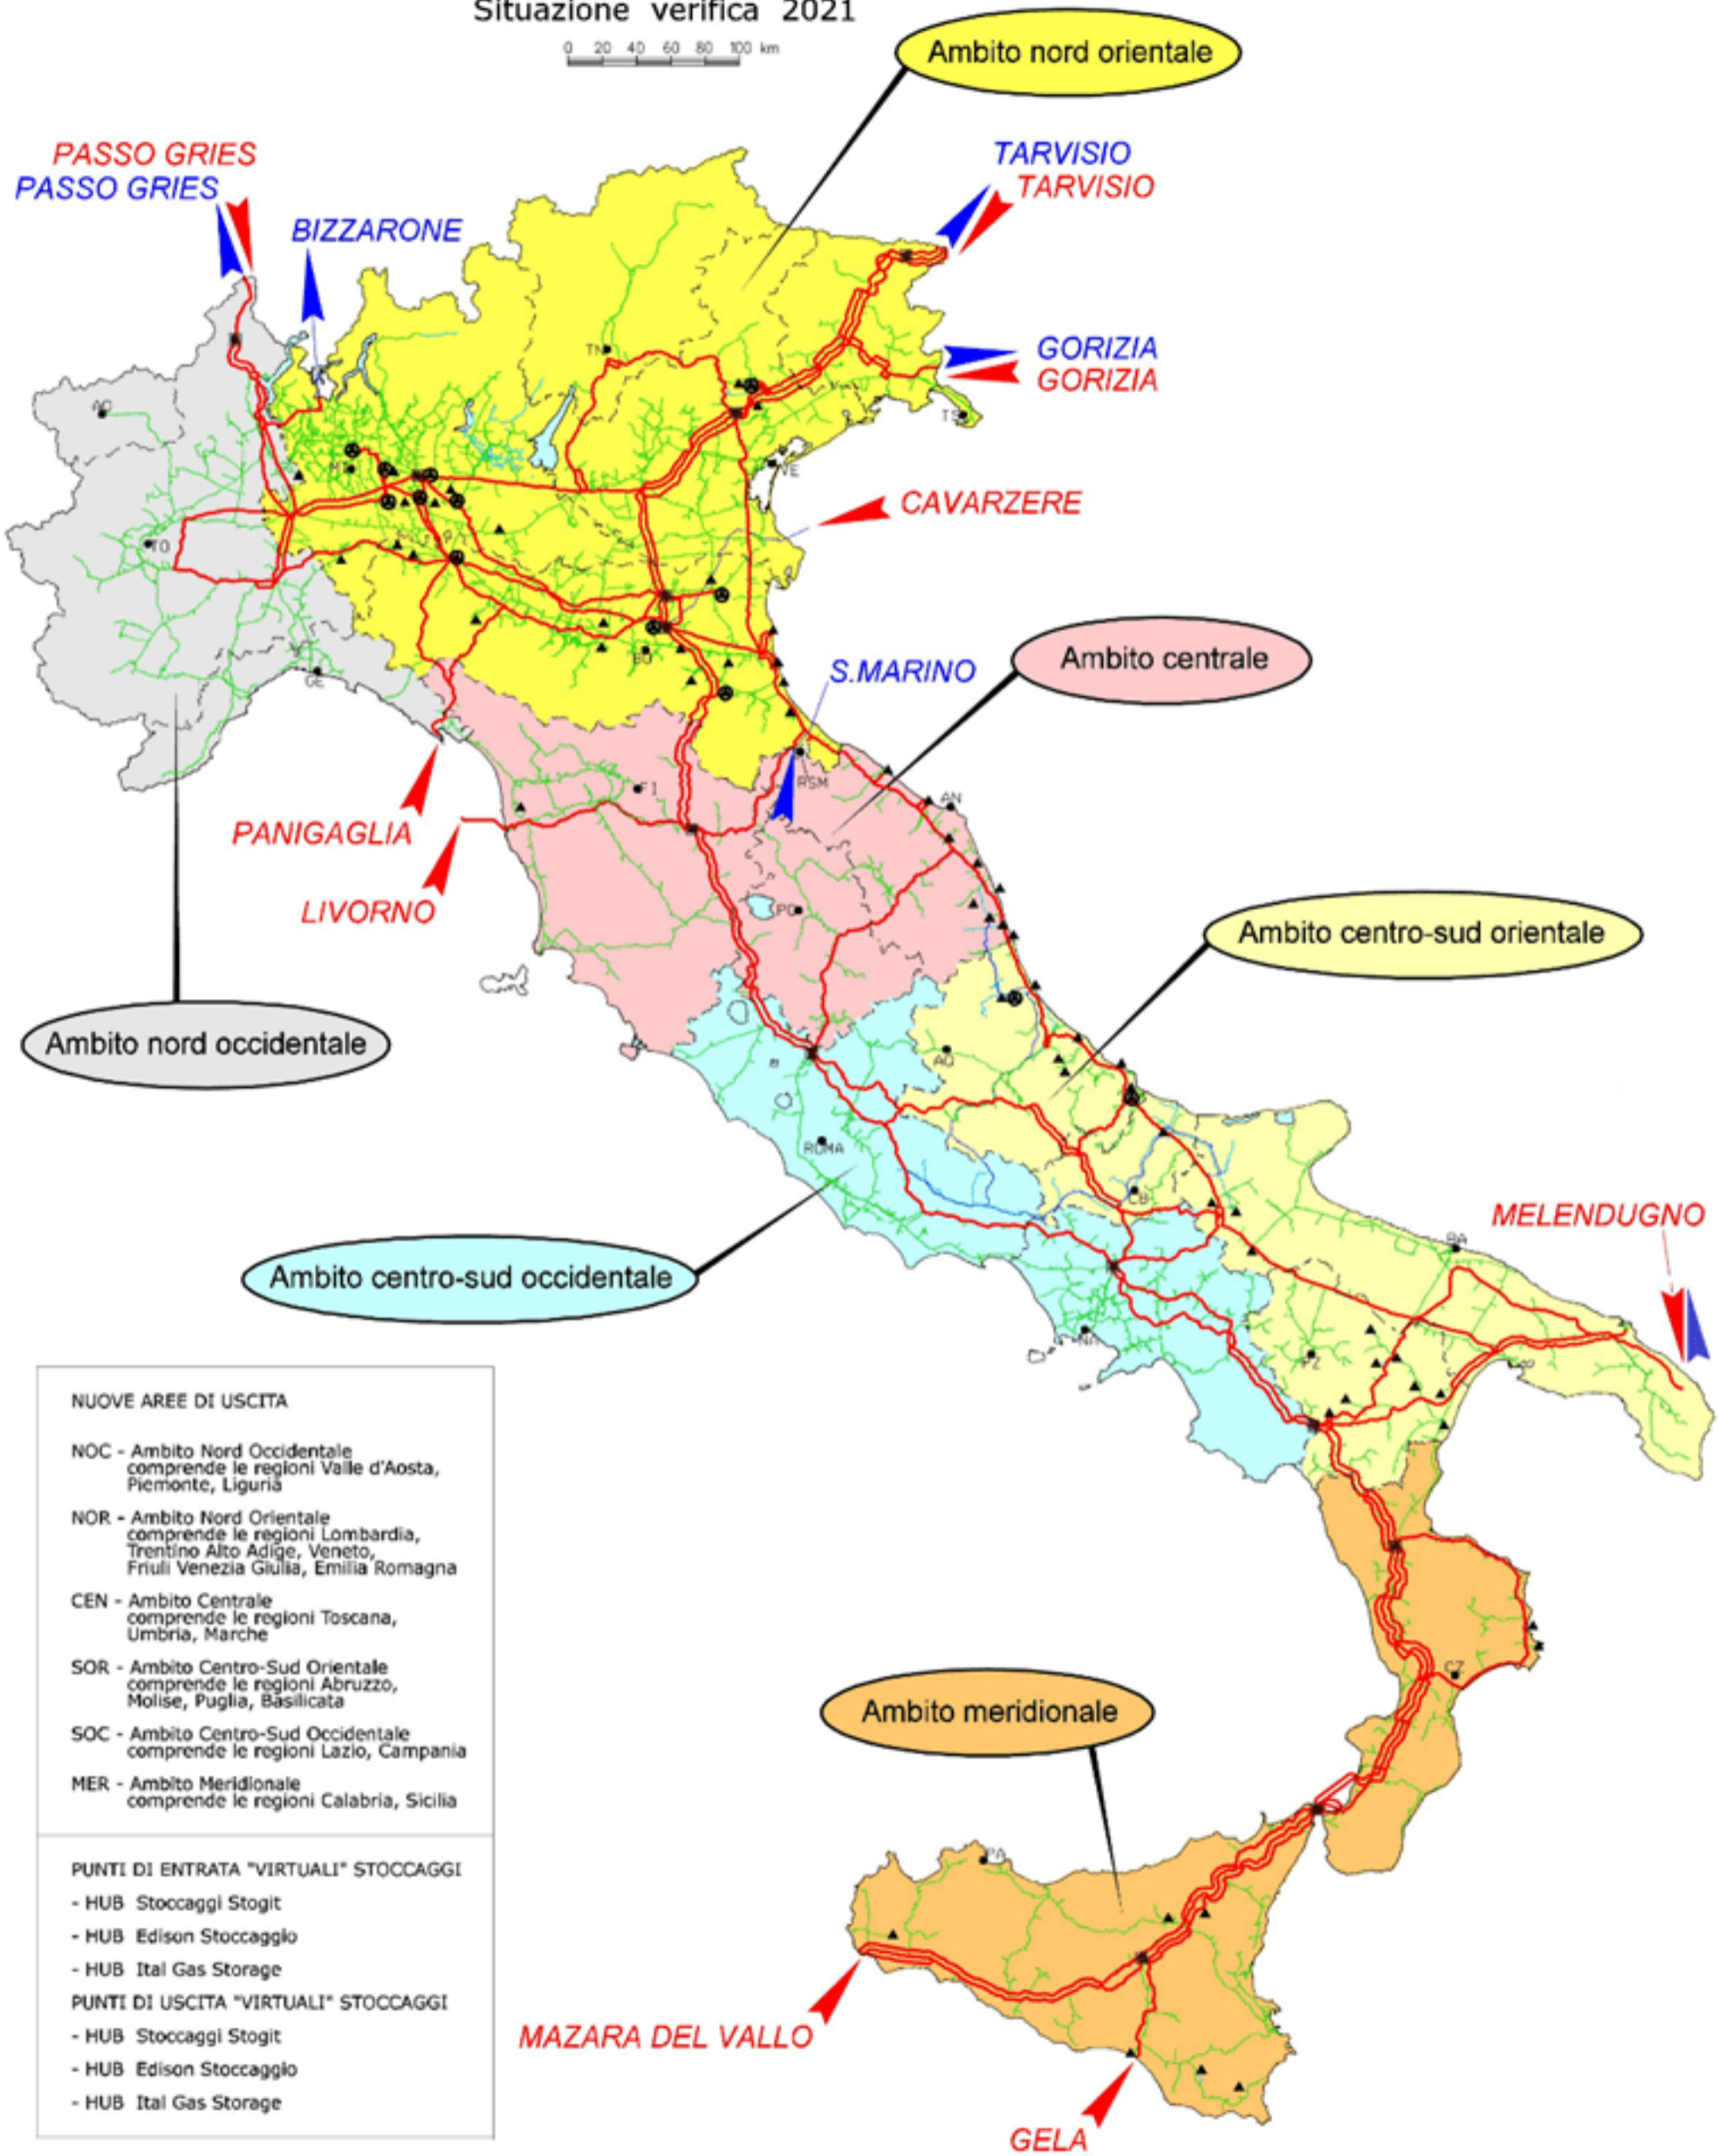 Situazione verifica 2021
0 20 40 60 80 100 km
Ambito nord orientale
PASSO GRIES
PASSO GRIES
BIZZARONE
TARVISIO
TARVISIO
GORIZIA
GORIZIA
TN
AO
TS
MI
VE
CAVARZERE
TO
BO
GE
S.MARINO
Ambito centrale
RSM
FI
AN
PANIGAGLIA
LIVORNO
PG
Ambito centro-sud orientale
Ambito nord occidentale
AQ
ROMA
CB
MELENDUGNO
BA
Ambito centro-sud occidentale
NA
PZ
NUOVE AREE DI USCITA
NOC - Ambito Nord Occidentale
comprende le regioni Valle d'Aosta,
Piemonte, Liguria
NOR - Ambito Nord Orientale
comprende le regioni Lombardia,
Trentino Alto Adige, Veneto,
Friuli Venezia Giulia, Emilia Romagna
CEN - Ambito Centrale
comprende le regioni Toscana,
Umbria, Marche
SOR - Ambito Centro-Sud Orientale
comprende le regioni Abruzzo,
Molise, Puglia, Basilicata
SOC - Ambito Centro-Sud Occidentale
comprende le regioni Lazio, Campania
MER - Ambito Meridionale
comprende le regioni Calabria, Sicilia
CZ
Ambito meridionale
PUNTI DI ENTRATA "VIRTUALI" STOCCAGGI
- HUB Stoccaggi Stogit
- HUB Edison Stoccaggio
- HUB Ital Gas Storage
PUNTI DI USCITA "VIRTUALI" STOCCAGGI
- HUB Stoccaggi Stogit
- HUB Edison Stoccaggio
- HUB Ital Gas Storage
PA
MAZARA DEL VALLO
GELA